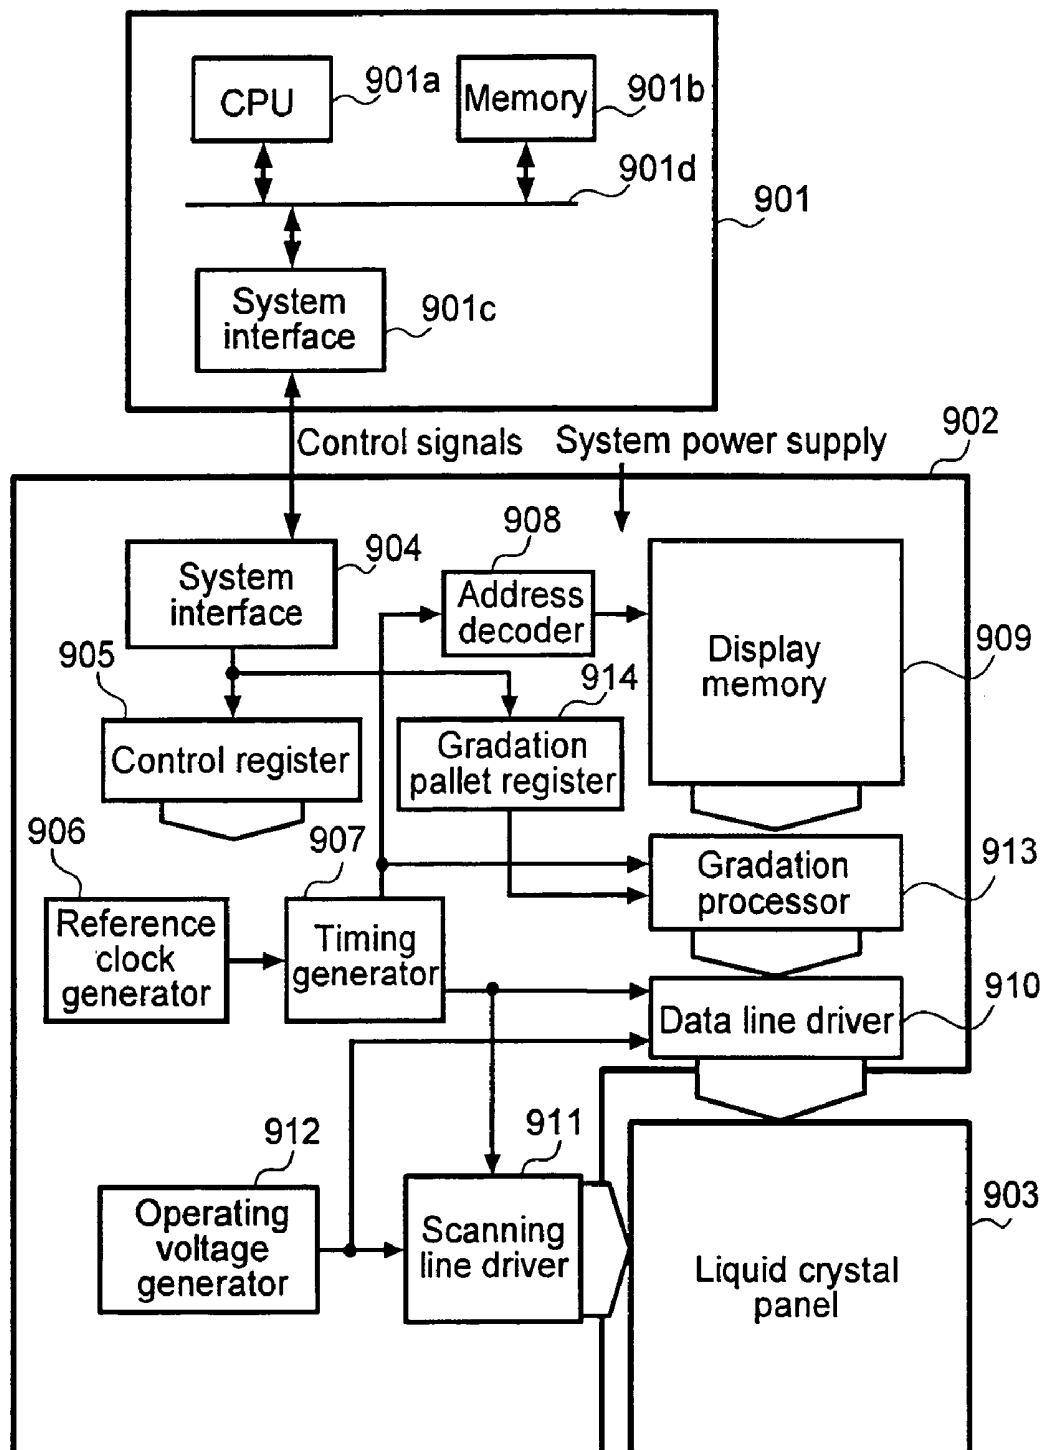 CPU
901a
Memory
901b
901d
901
System
interface
901c
Control signals
System power supply
902
System
interface
904
908
Address
decoder
Display
memory
909
905
Control register
914
Gradation
pallet register
906
Reference
clock
generator
907
Timing
generator
Gradation
processor
913
Data line driver
910
912
Operating
voltage
generator
911
Scanning
line driver
Liquid crystal
panel
903